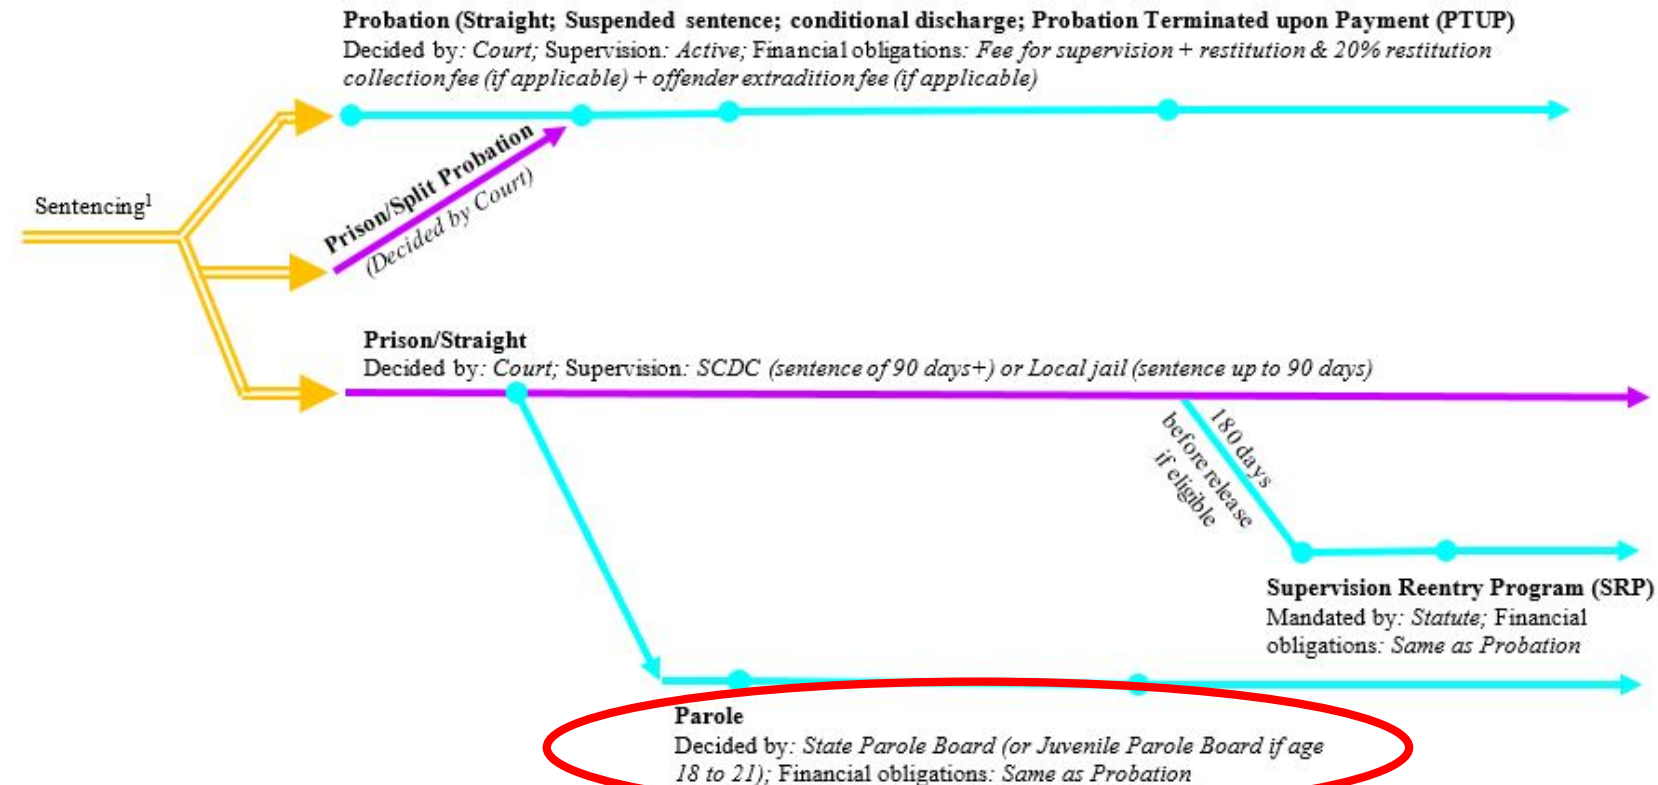 Probation (Straight; Suspended sentence; conditional discharge; Probation Terminated upon Payment (PTUP)
Decided by: Court; Supervision: Active; Financial obligations: Fee for supervision + restitution & 20% restitution
collection fee (if applicable) + offender extradition fee (if applicable)
Sentencing¹
Prison/Split Probation
(Decided by Court)
Prison/Straight
Decided by: Court; Supervision: SCDC (sentence of 90 days+) or Local jail (sentence up to 90 days)
180 days
before release
if eligible
Supervision Reentry Program (SRP)
Mandated by: Statute; Financial
obligations: Same as Probation
Parole
Decided by: State Parole Board (or Juvenile Parole Board if age
18 to 21); Financial obligations: Same as Probation